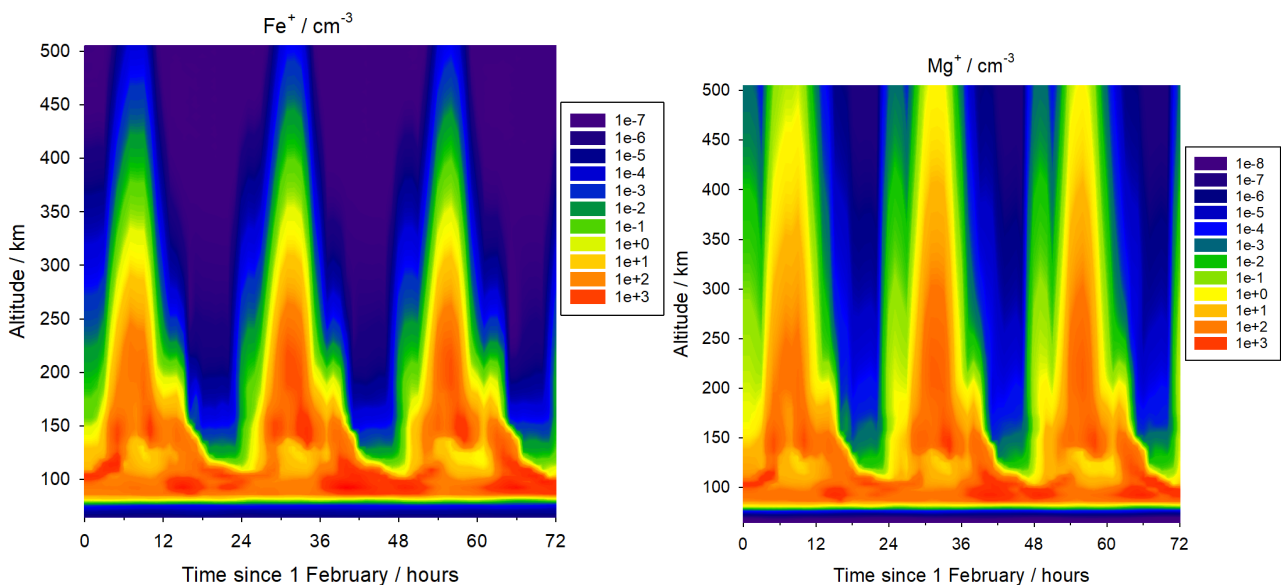 Fe⁺ / cm⁻³
500
450
400
350
300
250
200
150
100
Altitude / km
0 12 24 36 48 60 72
Time since 1 February / hours
1e-7
1e-6
1e-5
1e-4
1e-3
1e-2
1e-1
1e+0
1e+1
1e+2
1e+3
Mg⁺ / cm⁻³
500
450
400
350
300
250
200
150
100
Altitude / km
0 12 24 36 48 60 72
Time since 1 February / hours
1e-8
1e-7
1e-6
1e-5
1e-4
1e-3
1e-2
1e-1
1e+0
1e+1
1e+2
1e+3